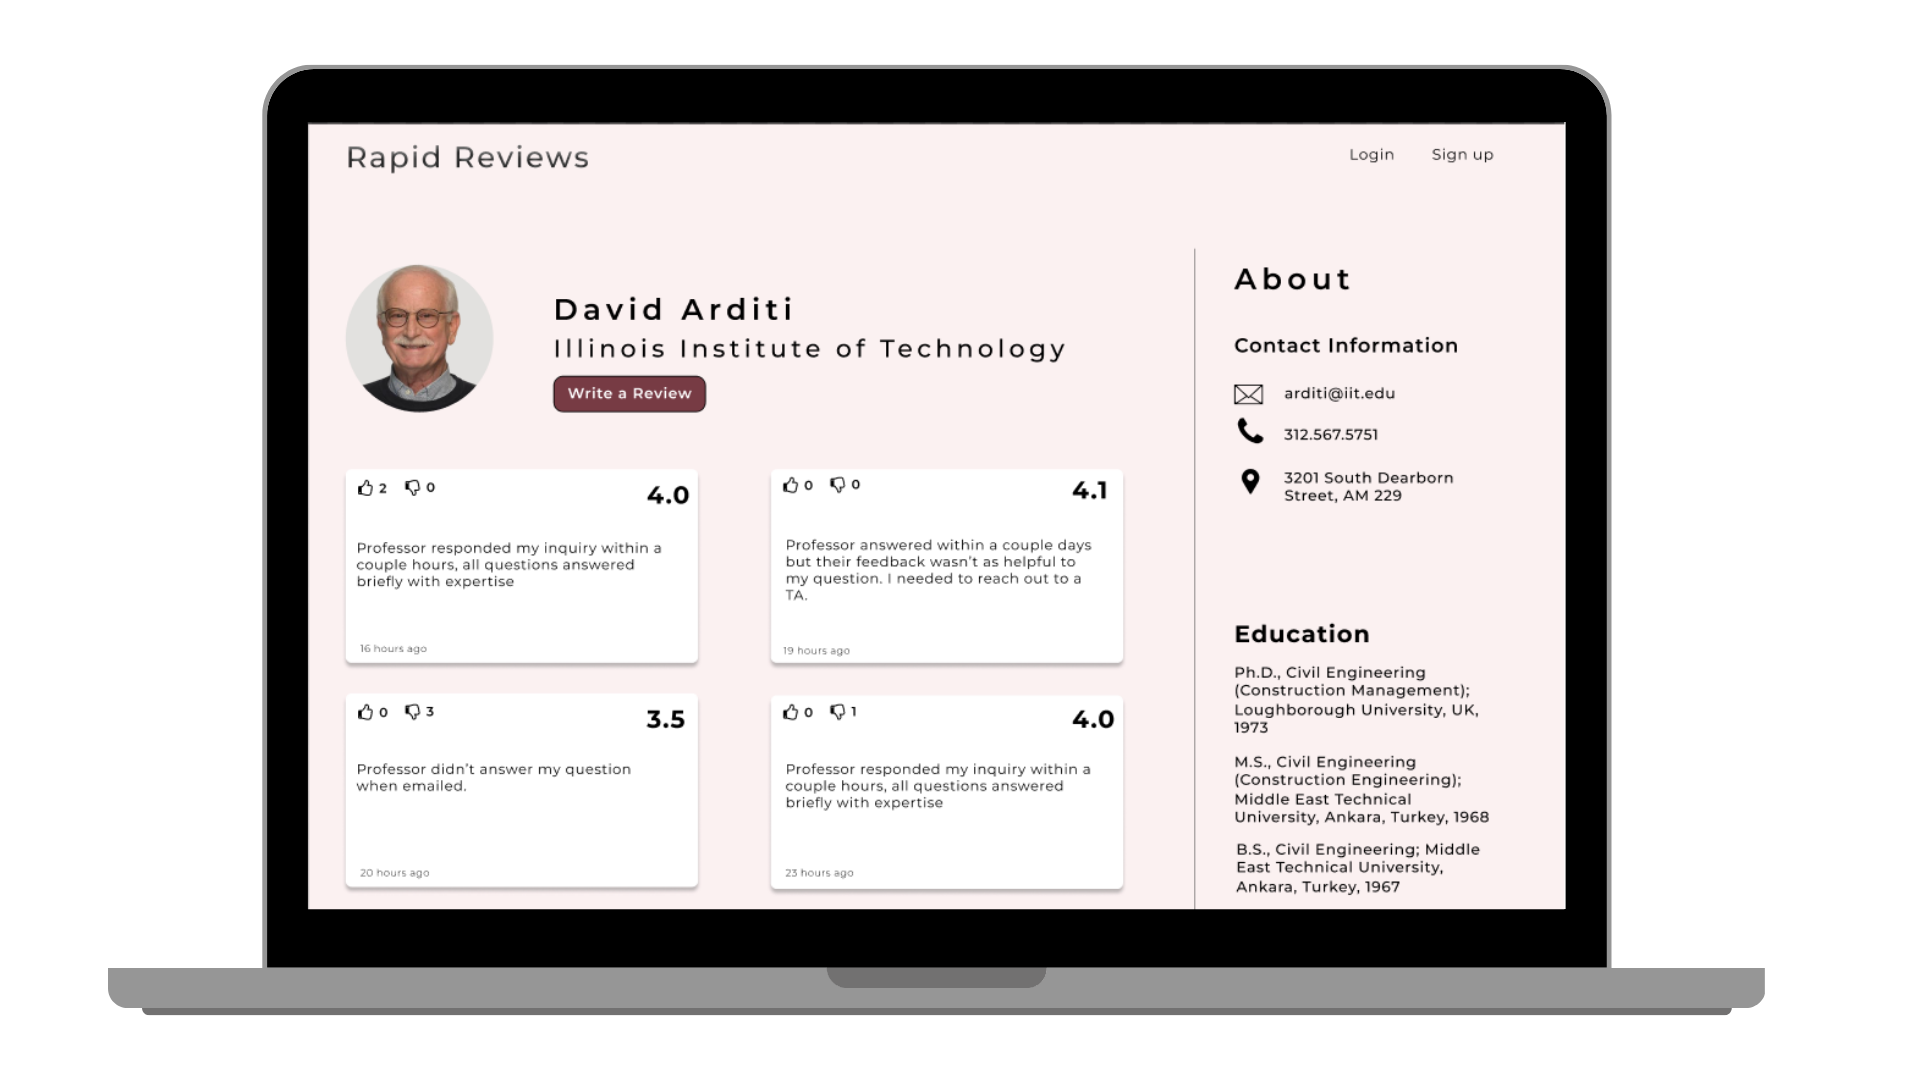 Rapid Reviews
Login
Sign up
David Arditi
Illinois Institute of Technology
Write a Review
2
0
4.0
Professor responded my inquiry within a
couple hours, all questions answered
briefly with expertise
16 hours ago
0
0
4.1
Professor answered within a couple days
but their feedback wasn't as helpful to
my question. I needed to reach out to a
TA.
19 hours ago
0
3
3.5
Professor didn't answer my question
when emailed.
20 hours ago
0
1
4.0
Professor responded my inquiry within a
couple hours, all questions answered
briefly with expertise
23 hours ago
About
Contact Information
arditi@iit.edu
312.567.5751
3201 South Dearborn
Street, AM 229
Education
Ph.D., Civil Engineering
(Construction Management);
Loughborough University, UK,
1973
M.S., Civil Engineering
(Construction Engineering);
Middle East Technical
University, Ankara, Turkey, 1968
B.S., Civil Engineering; Middle
East Technical University,
Ankara, Turkey, 1967